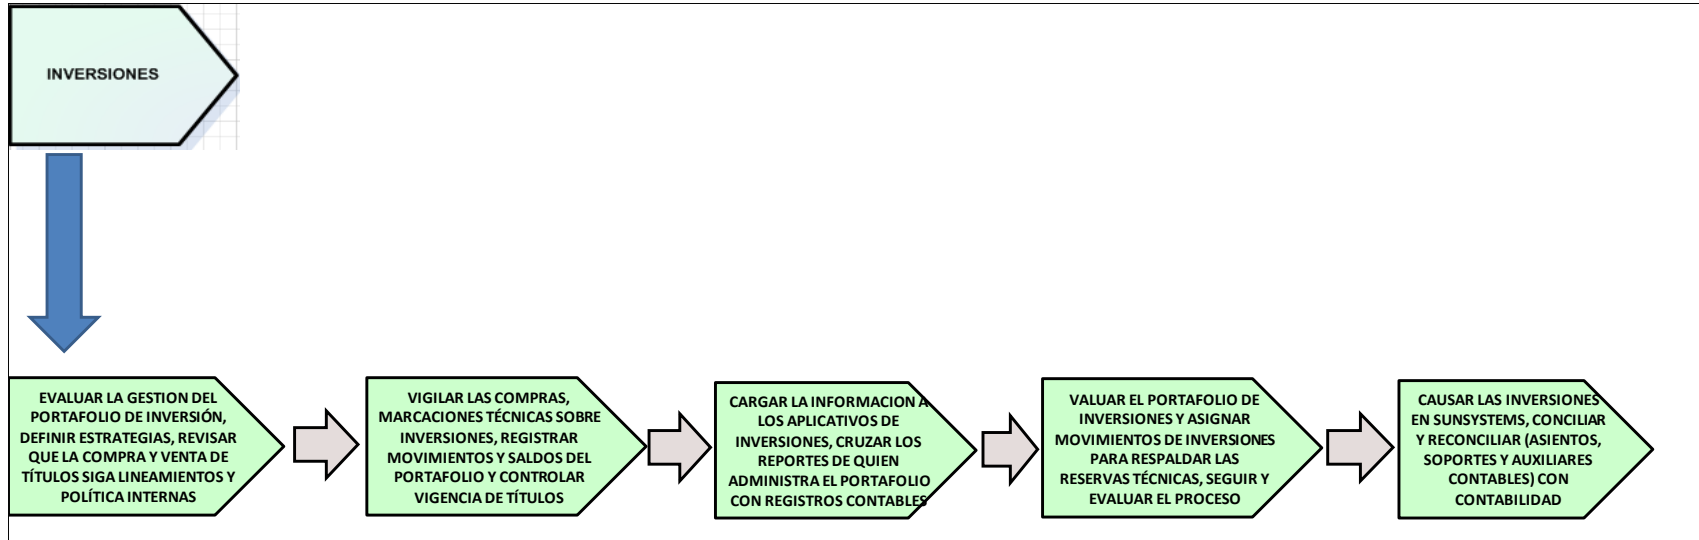 INVERSIONES
EVALUAR LA GESTION DEL
PORTAFOLIO DE INVERSIÓN,
DEFINIR ESTRATEGIAS, REVISAR
QUE LA COMPRA Y VENTA DE
TÍTULOS SIGA LINEAMIENTOS Y
POLÍTICA INTERNAS
VIGILAR LAS COMPRAS,
MARCACIONES TÉCNICAS SOBRE
INVERSIONES, REGISTRAR
MOVIMIENTOS Y SALDOS DEL
PORTAFOLIO Y CONTROLAR
VIGENCIA DE TÍTULOS
CARGAR LA INFORMACION A
LOS APLICATIVOS DE
INVERSIONES, CRUZAR LOS
REPORTES DE QUIEN
ADMINISTRA EL PORTAFOLIO
CON REGISTROS CONTABLES
VALUAR EL PORTAFOLIO DE
INVERSIONES Y ASIGNAR
MOVIMIENTOS DE INVERSIONES
PARA RESPALDAR LAS
RESERVAS TÉCNICAS, SEGUIR Y
EVALUAR EL PROCESO
CAUSAR LAS INVERSIONES
EN SUNSYSTEMS, CONCILIAR
Y RECONCILIAR (ASIENTOS,
SOPORTES Y AUXILIARES
CONTABLES) CON
CONTABILIDAD